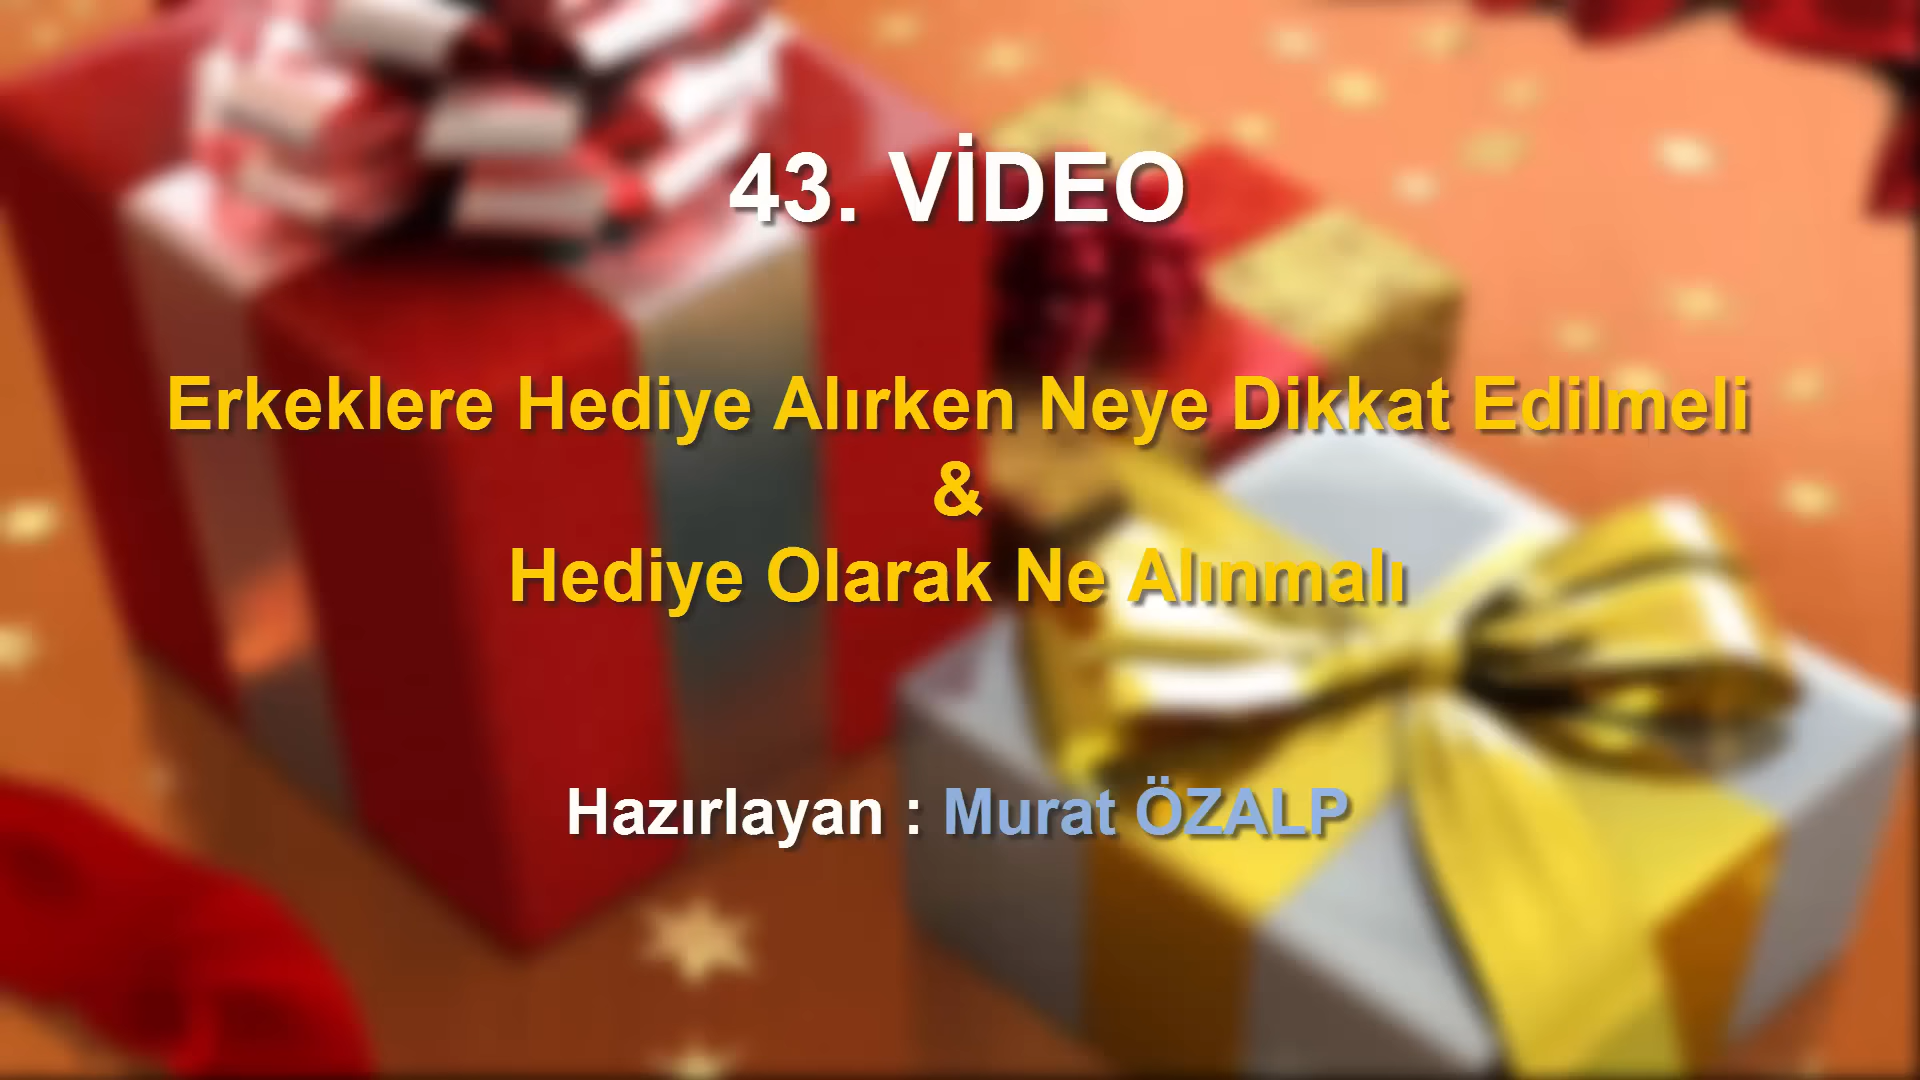 43. VİDEO
Erkeklere Hediye Alırken Neye Dikkat Edilmeli
&
Hediye Olarak Ne Alınmalı
Hazırlayan : Murat ÖZALP